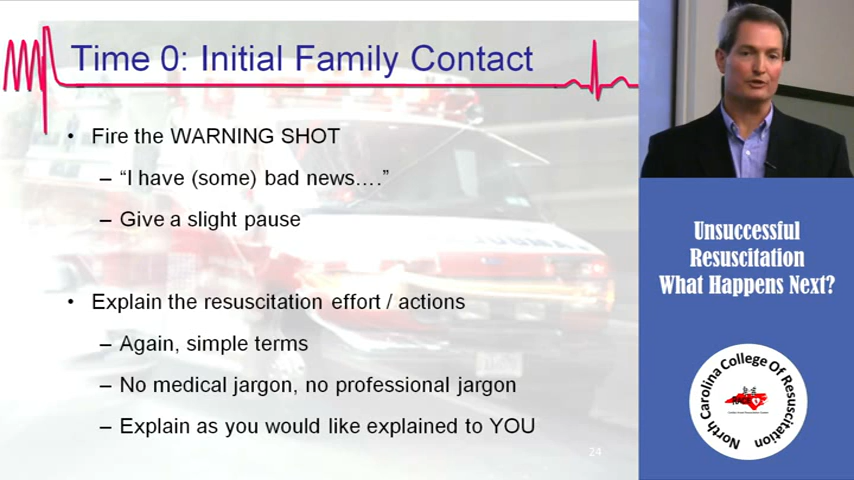 Time 0: Initial Family Contact
• Fire the WARNING SHOT
– “I have (some) bad news….”
– Give a slight pause
• Explain the resuscitation effort / actions
– Again, simple terms
– No medical jargon, no professional jargon
– Explain as you would like explained to YOU
24
Unsuccessful
Resuscitation
What Happens Next?
North Carolina College Of Resuscitation